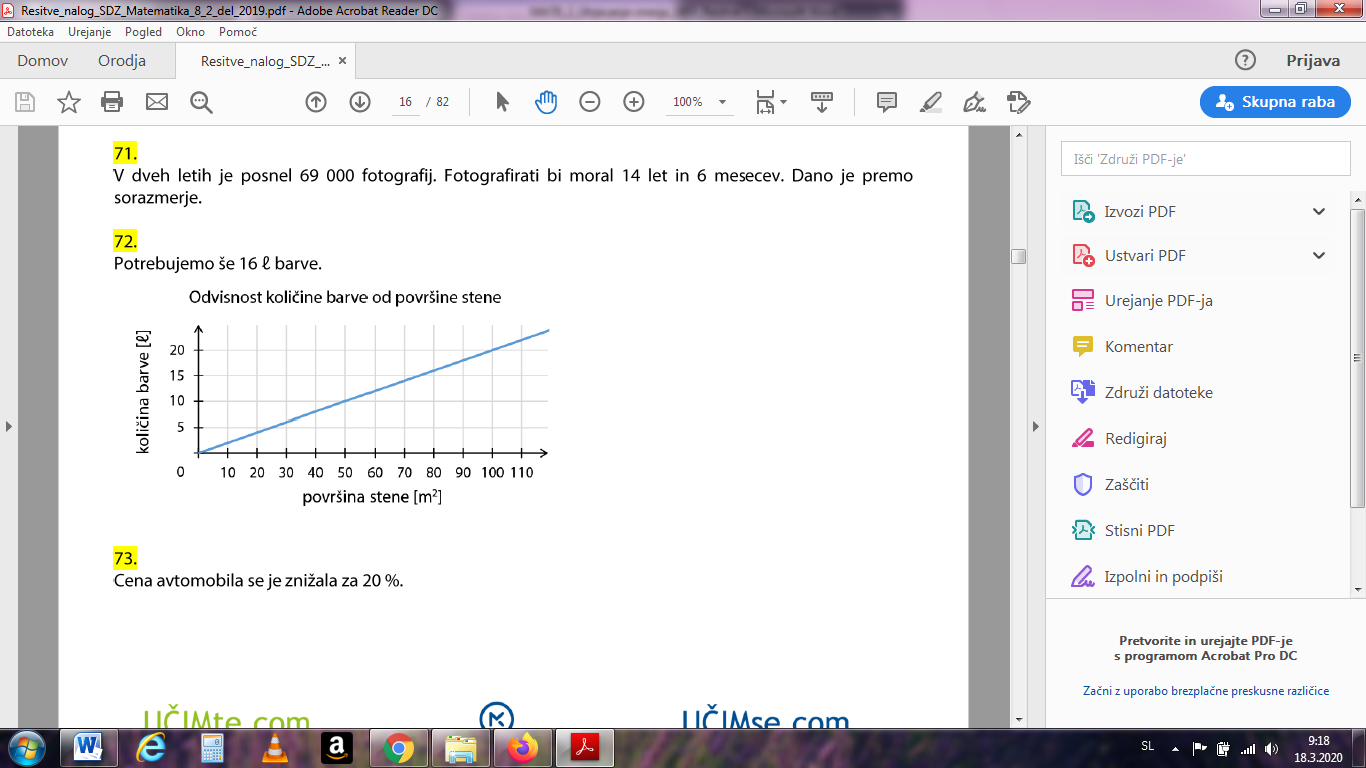 Resitve_nalog_SDZ_Matematika_8_2_del_2019.pdf - Adobe Acrobat Reader DC
Datoteka Urejanje Pogled Okno Pomoč
Domov Orodja Resitve_nalog_SDZ_... × Prijava
16 / 82 100% Skupna raba
71.
V dveh letih je posnel 69 000 fotografij. Fotografirati bi moral 14 let in 6 mesecev. Dano je premo
sorazmerje.
72.
Potrebujemo še 16 ℓ barve.
Odvisnost količine barve od površine stene
količina barve [ℓ]
20
15
10
5
0 10 20 30 40 50 60 70 80 90 100 110
površina stene [m²]
73.
Cena avtomobila se je znižala za 20 %.
UČIMte.com UČIMse.com
Išči 'Združi PDF-je'
Izvozi PDF
Ustvari PDF
Urejanje PDF-ja
Komentar
Združi datoteke
Redigiraj
Zaščiti
Stisni PDF
Izpolni in podpiši
Pretvorite in urejajte PDF-je
s programom Acrobat Pro DC
Začni z uporabo brezplačne preskusne različice
SL 9:18
18.3.2020